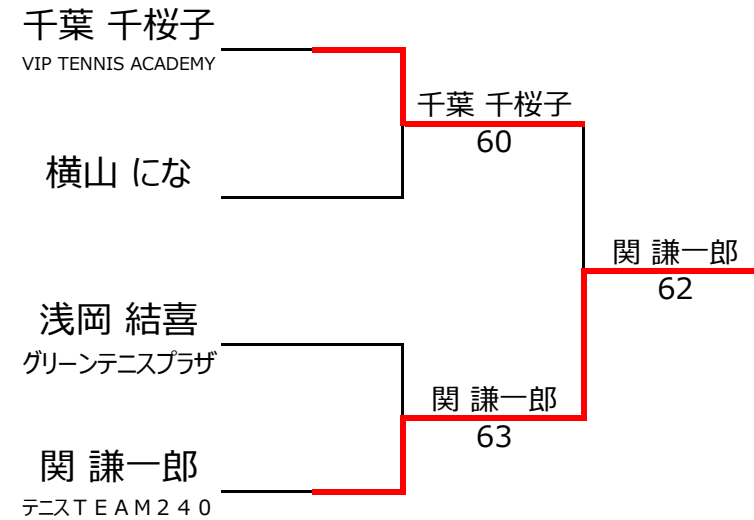 千葉 千桜子
VIP TENNIS ACADEMY
千葉 千桜子
60
横山 にな
関 謙一郎
62
浅岡 結喜
グリーンテニスプラザ
関 謙一郎
63
関 謙一郎
テニスＴＥＡＭ２４０